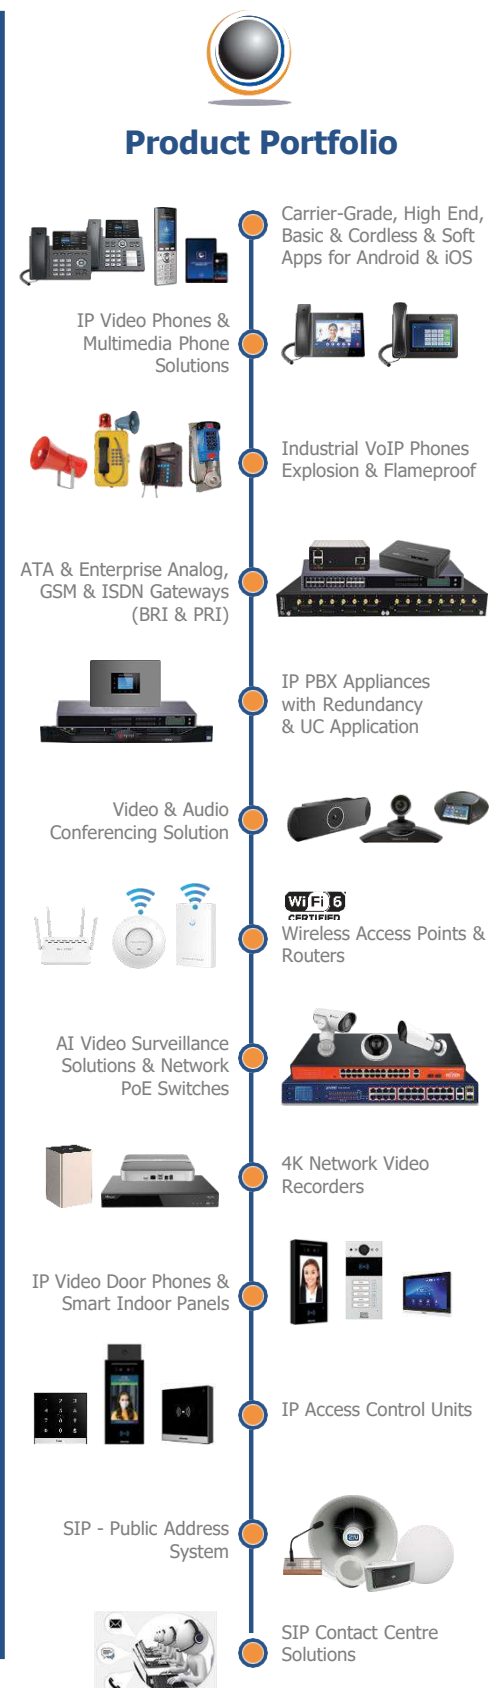 Product Portfolio
Carrier-Grade, High End,
Basic & Cordless & Soft
Apps for Android & iOS
IP Video Phones &
Multimedia Phone
Solutions
Industrial VoIP Phones
Explosion & Flameproof
ATA & Enterprise Analog,
GSM & ISDN Gateways
(BRI & PRI)
IP PBX Appliances
with Redundancy
& UC Application
Video & Audio
Conferencing Solution
Wi Fi 6
CERTIFIED
Wireless Access Points &
Routers
AI Video Surveillance
Solutions & Network
PoE Switches
4K Network Video
Recorders
IP Video Door Phones &
Smart Indoor Panels
IP Access Control Units
SIP - Public Address
System
SIP Contact Centre
Solutions